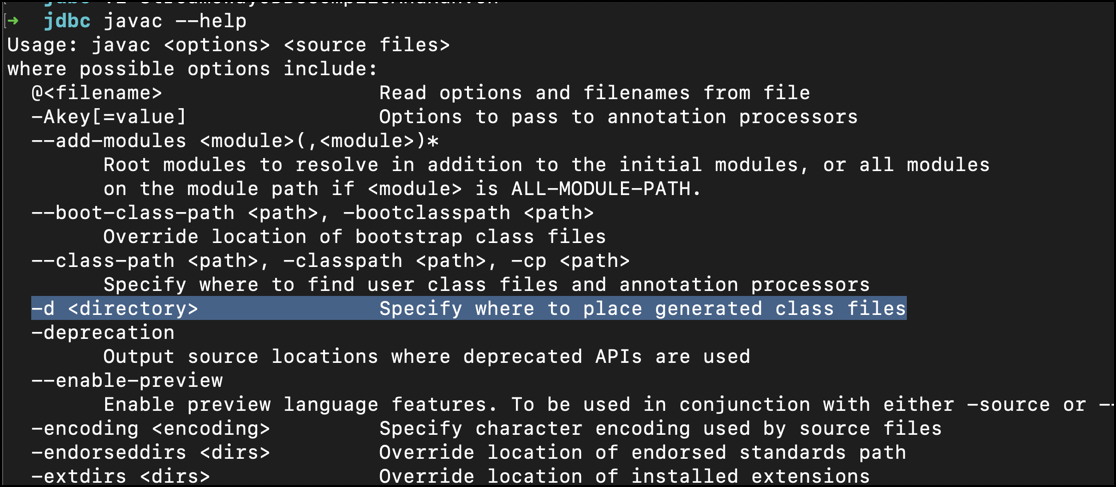 ➜ jdbc javac --help
Usage: javac <options> <source files>
where possible options include:
@<filename> Read options and filenames from file
-Akey[=value] Options to pass to annotation processors
--add-modules <module>(,<module>)*
Root modules to resolve in addition to the initial modules, or all modules
on the module path if <module> is ALL-MODULE-PATH.
--boot-class-path <path>, -bootclasspath <path>
Override location of bootstrap class files
--class-path <path>, -classpath <path>, -cp <path>
Specify where to find user class files and annotation processors
-d <directory> Specify where to place generated class files
-deprecation
Output source locations where deprecated APIs are used
--enable-preview
Enable preview language features. To be used in conjunction with either -source or --
-encoding <encoding> Specify character encoding used by source files
-endorseddirs <dirs> Override location of endorsed standards path
-extdirs <dirs> Override location of installed extensions